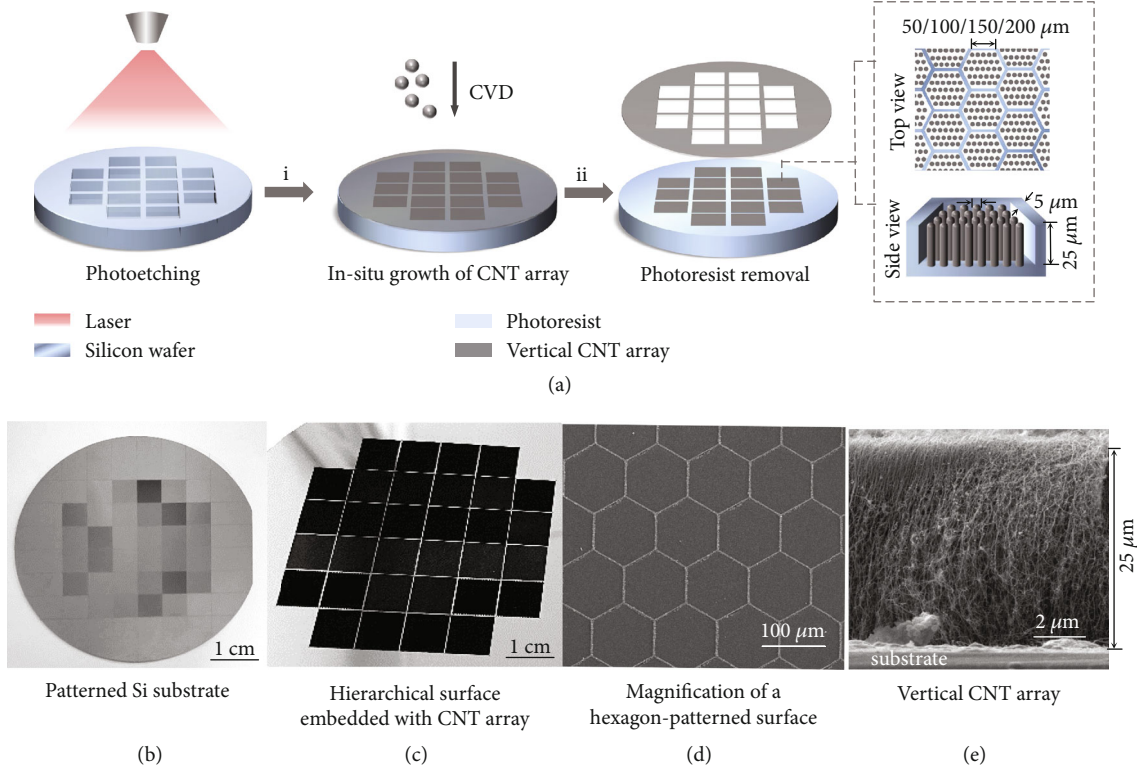 50/100/150/200 μm
CVD
Top view
i
ii
5 μm
25 μm
Side view
Photoetching
In-situ growth of CNT array
Photoresist removal
Laser
Photoresist
Silicon wafer
Vertical CNT array
(a)
1 cm
1 cm
100 μm
2 μm
25 μm
substrate
Patterned Si substrate
Hierarchical surface
embedded with CNT array
Magnification of a
hexagon-patterned surface
Vertical CNT array
(b)
(c)
(d)
(e)